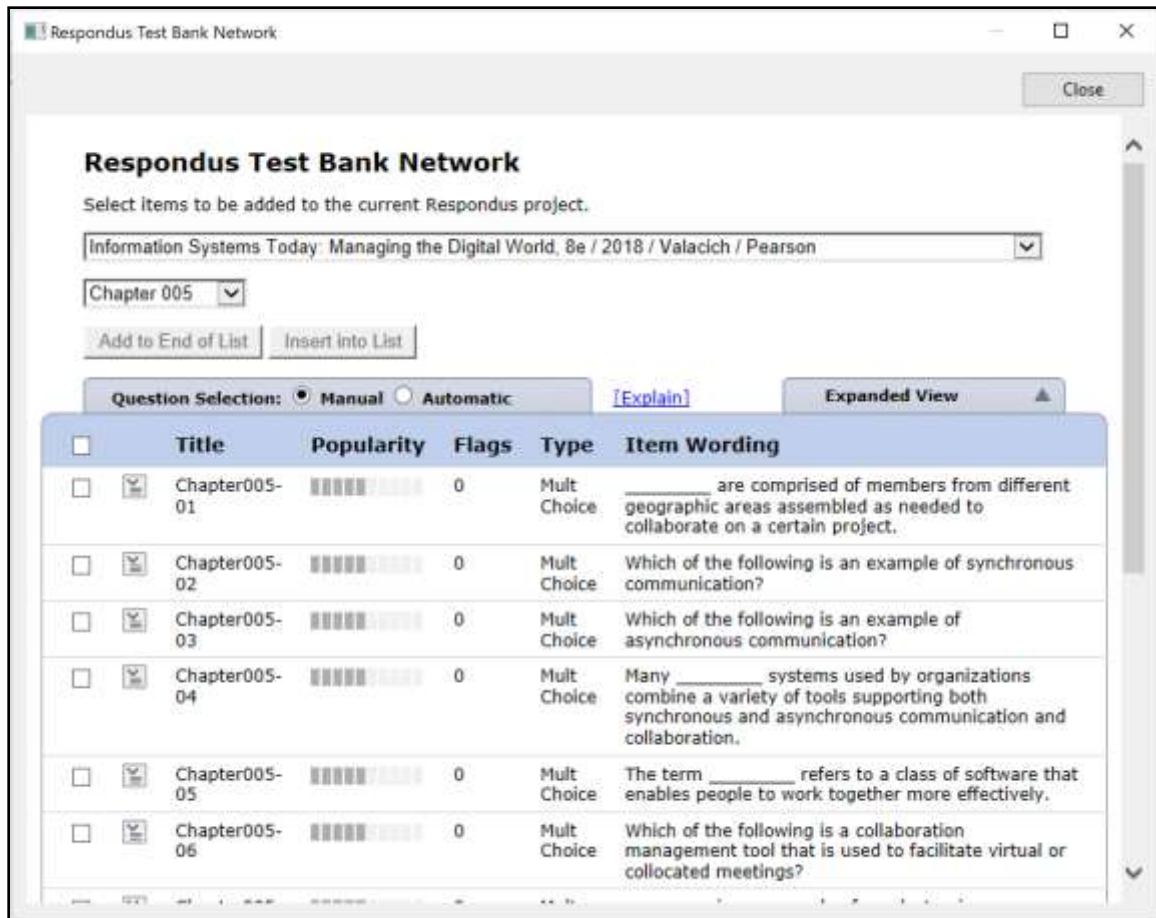 Respondus Test Bank Network
Close
Respondus Test Bank Network
Select items to be added to the current Respondus project.
Information Systems Today: Managing the Digital World, 8e / 2018 / Valacich / Pearson
Chapter 005
Add to End of List Insert into List
Question Selection: Manual Automatic [Explain] Expanded View
Title Popularity Flags Type Item Wording
Chapter005- 0 Mult _________ are comprised of members from different
01 Choice geographic areas assembled as needed to
collaborate on a certain project.
Chapter005- 0 Mult Which of the following is an example of synchronous
02 Choice communication?
Chapter005- 0 Mult Which of the following is an example of
03 Choice asynchronous communication?
Chapter005- 0 Mult Many _________ systems used by organizations
04 Choice combine a variety of tools supporting both
synchronous and asynchronous communication and
collaboration.
Chapter005- 0 Mult The term _________ refers to a class of software that
05 Choice enables people to work together more effectively.
Chapter005- 0 Mult Which of the following is a collaboration
06 Choice management tool that is used to facilitate virtual or
collocated meetings?